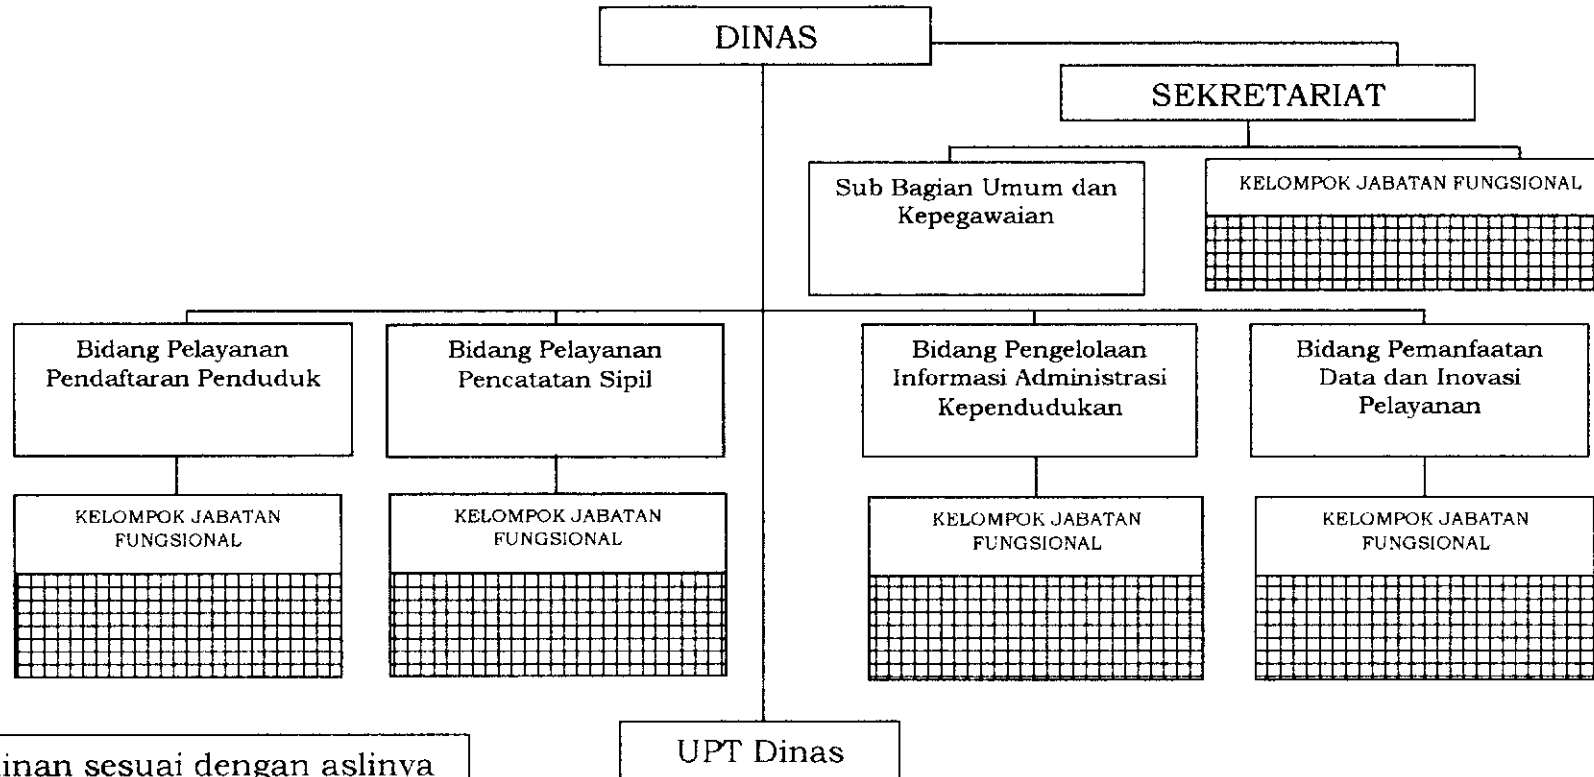 DINAS
SEKRETARIAT
Sub Bagian Umum dan
Kepegawaian
KELOMPOK JABATAN FUNGSIONAL
Bidang Pelayanan
Pendaftaran Penduduk
Bidang Pelayanan
Pencatatan Sipil
Bidang Pengelolaan
Informasi Administrasi
Kependudukan
Bidang Pemanfaatan
Data dan Inovasi
Pelayanan
KELOMPOK JABATAN
FUNGSIONAL
KELOMPOK JABATAN
FUNGSIONAL
KELOMPOK JABATAN
FUNGSIONAL
KELOMPOK JABATAN
FUNGSIONAL
UPT Dinas
sesuai dengan aslinya